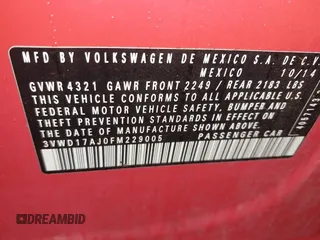 MFD BY VOLKSWAGEN DE MEXICO S.A. DE C.V.
MEXICO 10/14
GVWR 4321 GAWR FRONT 2249 / REAR 2183 LBS
THIS VEHICLE CONFORMS TO ALL APPLICABLE U.S.
FEDERAL MOTOR VEHICLE SAFETY, BUMPER AND
THEFT PREVENTION STANDARDS IN EFFECT ON THE
DATE OF MANUFACTURE SHOWN ABOVE.
3VWD17AJ0FM229005 PASSENGER CAR
DREAMBID